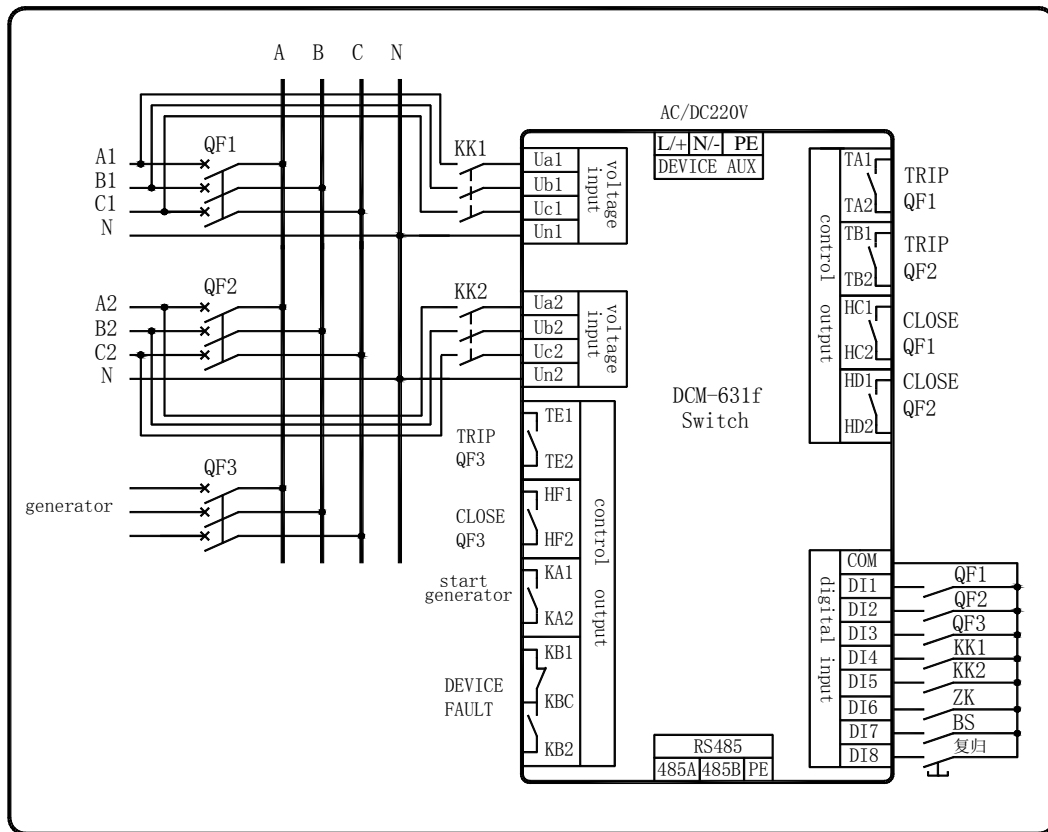 A B C N
AC/DC220V
L/+ N/- PE
DEVICE AUX
A1
B1
C1
N
QF1
KK1
Ua1
Ub1
Uc1
Un1
voltage input
A2
B2
C2
N
QF2
KK2
Ua2
Ub2
Uc2
Un2
voltage input
QF3
generator
TRIP
QF3
TE1
TE2
CLOSE
QF3
HF1
HF2
start
generator
KA1
KA2
DEVICE
FAULT
KB1
KBC
KB2
control output
DCM-631f
Switch
control output
TA1
TA2
TRIP
QF1
TB1
TB2
TRIP
QF2
HC1
HC2
CLOSE
QF1
HD1
HD2
CLOSE
QF2
digital input
COM
DI1
QF1
DI2
QF2
DI3
QF3
DI4
KK1
DI5
KK2
DI6
ZK
DI7
BS
DI8
复归
RS485
485A 485B PE